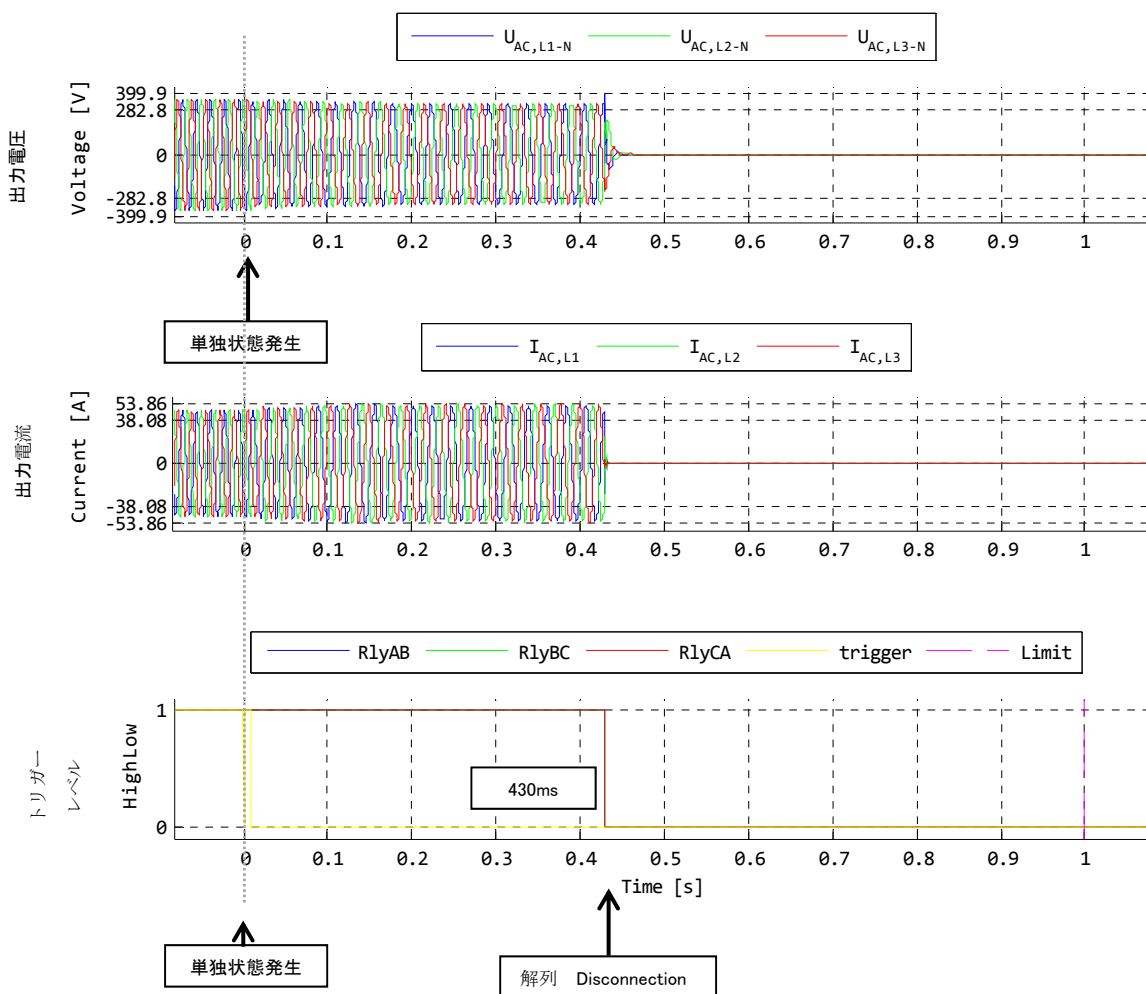 U_AC,L1-N U_AC,L2-N U_AC,L3-N
出力電圧
Voltage [V]
399.9
282.8
0
-282.8
-399.9
0 0.1 0.2 0.3 0.4 0.5 0.6 0.7 0.8 0.9 1
単独状態発生
I_AC,L1 I_AC,L2 I_AC,L3
出力電流
Current [A]
53.86
38.08
0
-38.08
-53.86
0 0.1 0.2 0.3 0.4 0.5 0.6 0.7 0.8 0.9 1
RlyAB RlyBC RlyCA trigger Limit
トリガー
レベル
HighLow
1
0
430ms
0 0.1 0.2 0.3 0.4 0.5 0.6 0.7 0.8 0.9 1
Time [s]
単独状態発生
解列 Disconnection